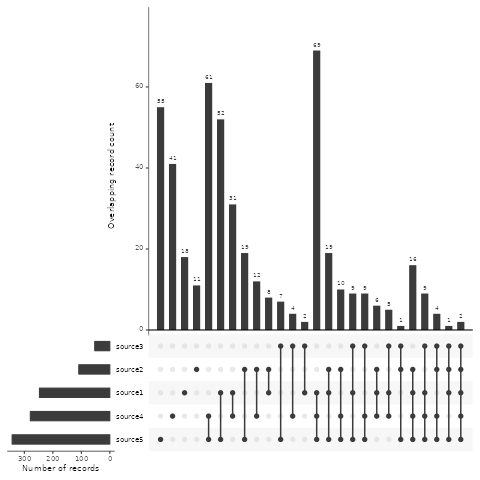 Overlapping record count
60
40
20
0
55 41 18 11 61 52 31 19 12 8 7 4 2 69 19 10 9 9 6 5 1 16 9 4 1 2
source3
source2
source1
source4
source5
300 200 100 0
Number of records